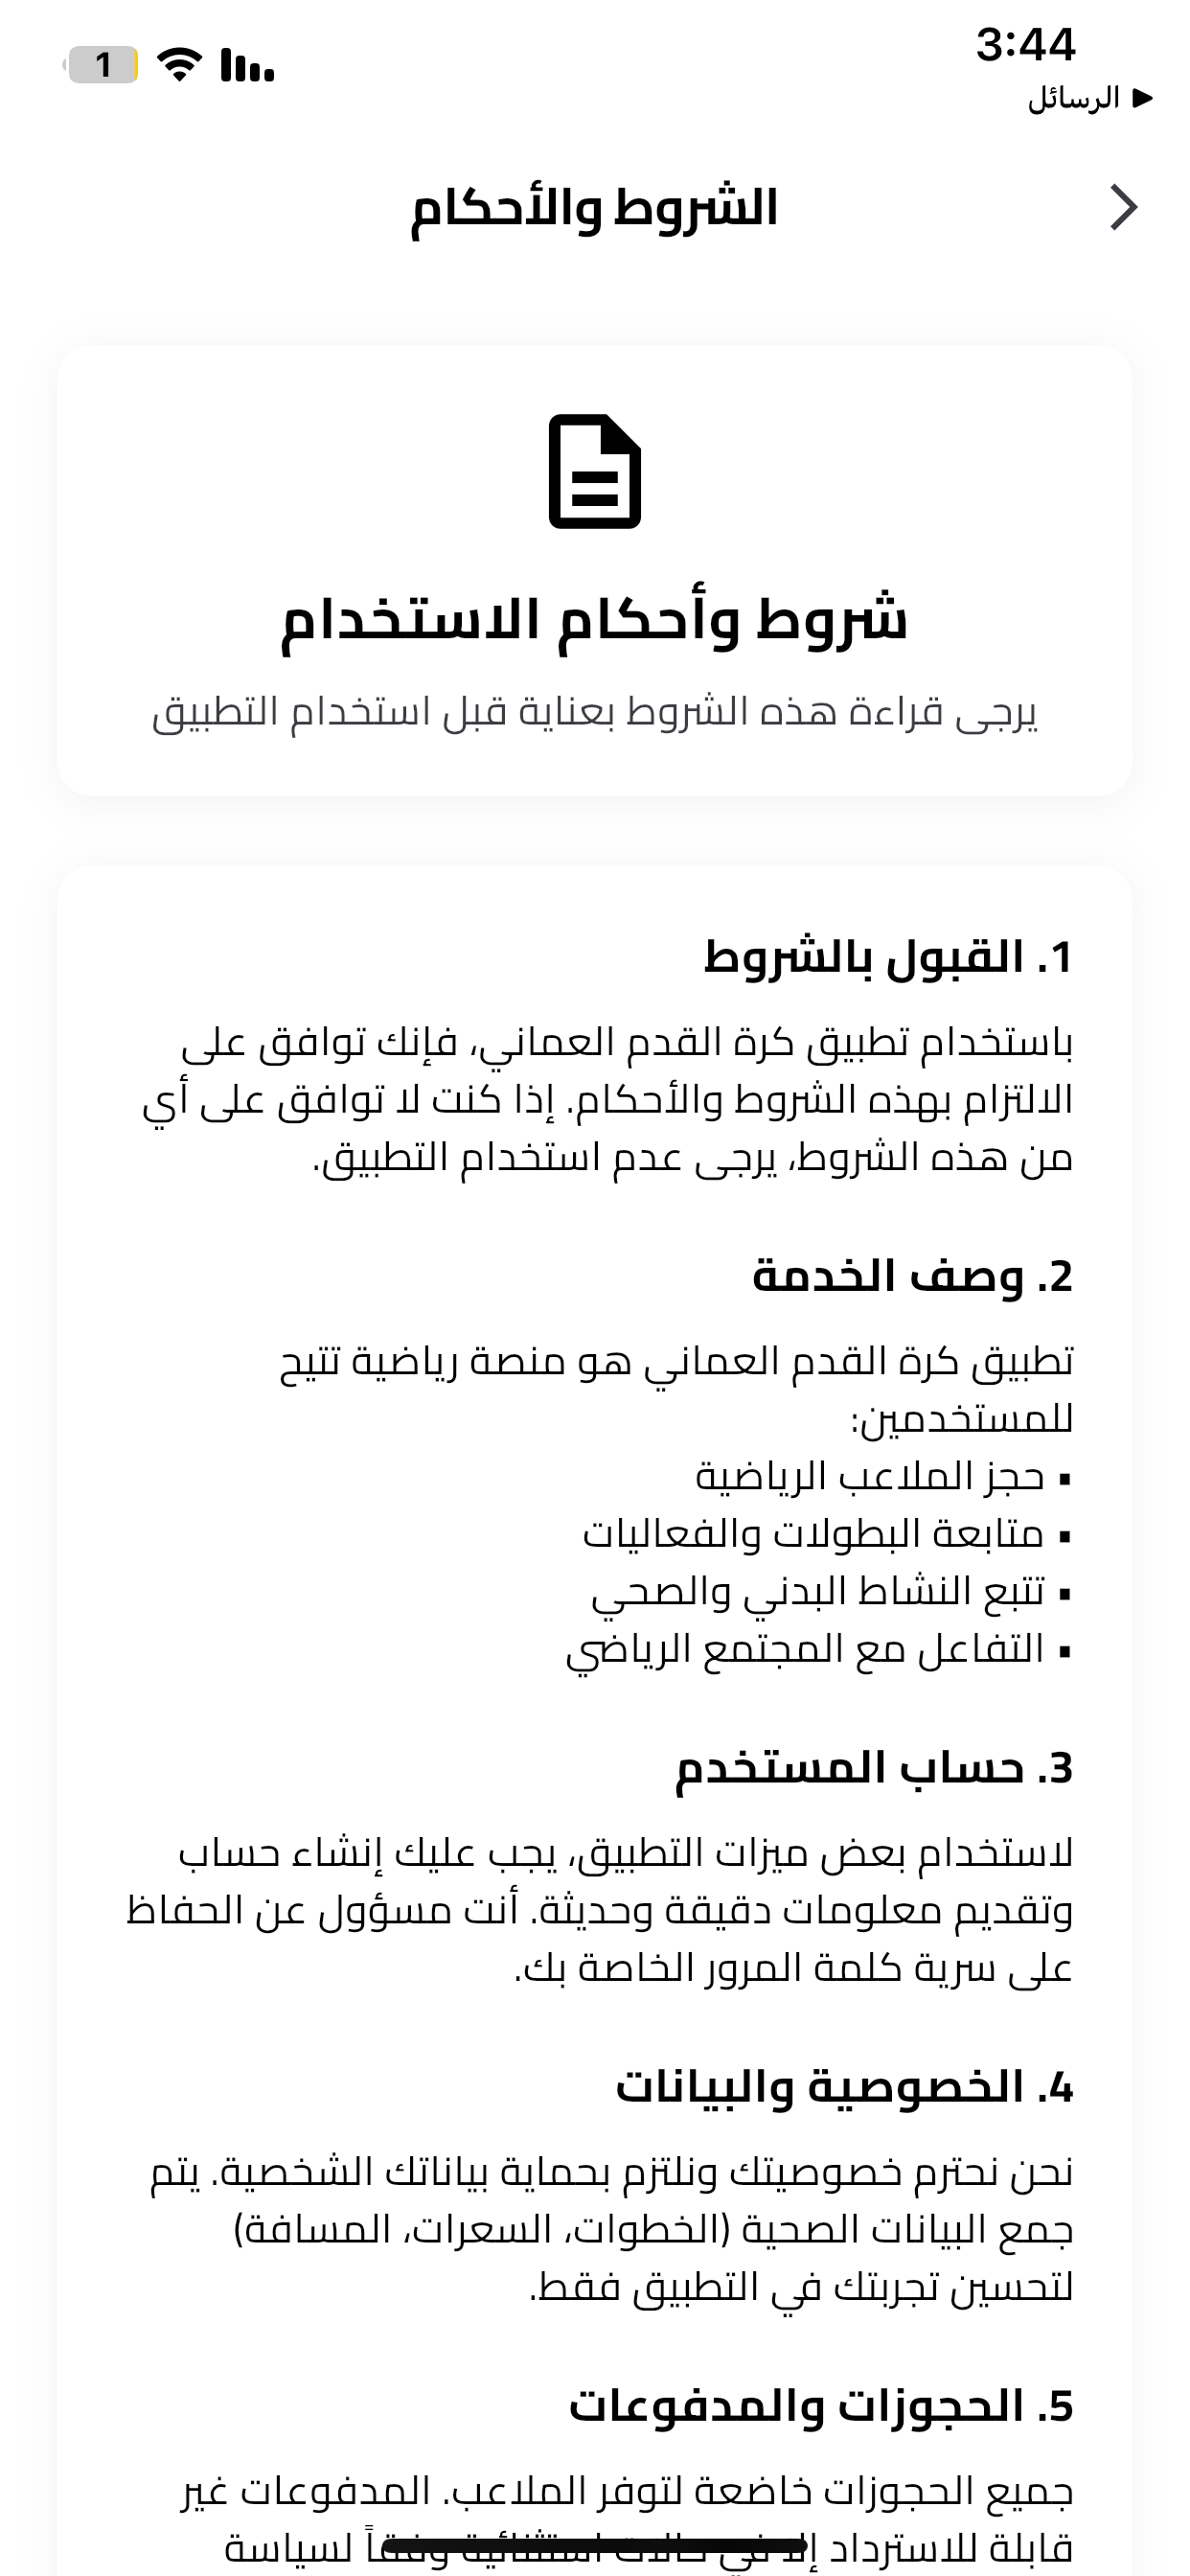 3:44
1
الرسائل
الشروط والأحكام
شروط وأحكام الاستخدام
يرجى قراءة هذه الشروط بعناية قبل استخدام التطبيق
1. القبول بالشروط
باستخدام تطبيق كرة القدم العماني، فإنك توافق على
الالتزام بهذه الشروط والأحكام. إذا كنت لا توافق على أي
من هذه الشروط، يرجى عدم استخدام التطبيق.
2. وصف الخدمة
تطبيق كرة القدم العماني هو منصة رياضية تتيح
للمستخدمين:
▪ حجز الملاعب الرياضية
▪ متابعة البطولات والفعاليات
▪ تتبع النشاط البدني والصحي
▪ التفاعل مع المجتمع الرياضي
3. حساب المستخدم
لاستخدام بعض ميزات التطبيق، يجب عليك إنشاء حساب
وتقديم معلومات دقيقة وحديثة. أنت مسؤول عن الحفاظ
على سرية كلمة المرور الخاصة بك.
4. الخصوصية والبيانات
نحن نحترم خصوصيتك ونلتزم بحماية بياناتك الشخصية. يتم
جمع البيانات الصحية (الخطوات، السعرات، المسافة)
لتحسين تجربتك في التطبيق فقط.
5. الحجوزات والمدفوعات
جميع الحجوزات خاضعة لتوفر الملاعب. المدفوعات غير
قابلة للاسترداد إلا في حالات استثنائية وفقاً لسياسة